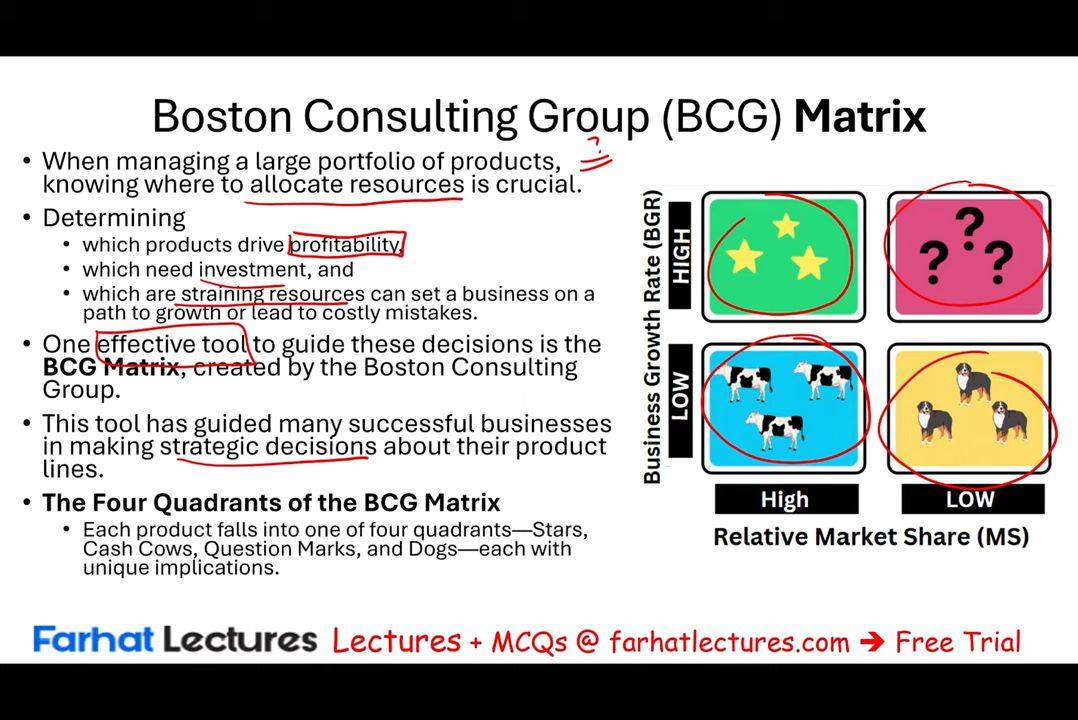 Boston Consulting Group (BCG) Matrix
• When managing a large portfolio of products,
knowing where to allocate resources is crucial.
• Determining
• which products drive profitability,
• which need investment, and
• which are straining resources can set a business on a
path to growth or lead to costly mistakes.
• One effective tool to guide these decisions is the
BCG Matrix, created by the Boston Consulting
Group.
• This tool has guided many successful businesses
in making strategic decisions about their product
lines.
• The Four Quadrants of the BCG Matrix
• Each product falls into one of four quadrants—Stars,
Cash Cows, Question Marks, and Dogs—each with
unique implications.
?
Business Growth Rate (BGR)
HIGH
LOW
? ? ?
High
LOW
Relative Market Share (MS)
Farhat Lectures Lectures + MCQs @ farhatlectures.com → Free Trial